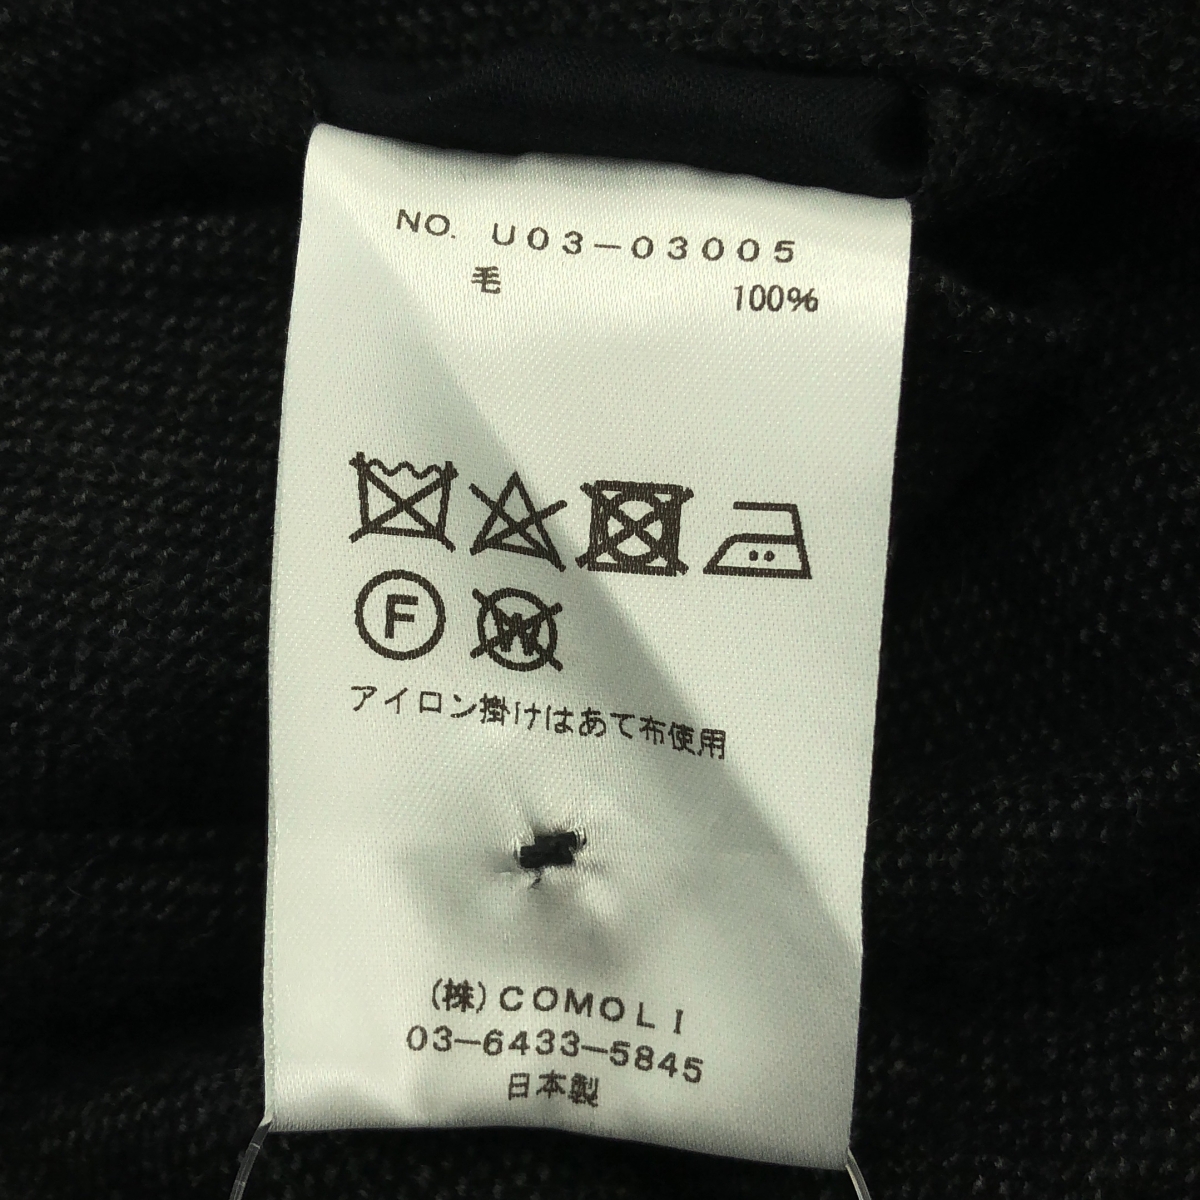 NO. U03-03005
毛 100%
F W
アイロン掛けはあて布使用
(株)COMOLI
03-6433-5845
日本製